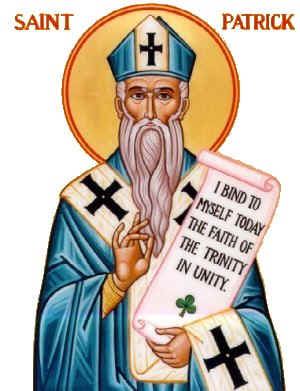 SAINT PATRICK
I BIND TO
MYSELF TODAY
THE FAITH OF
THE TRINITY
IN UNITY.